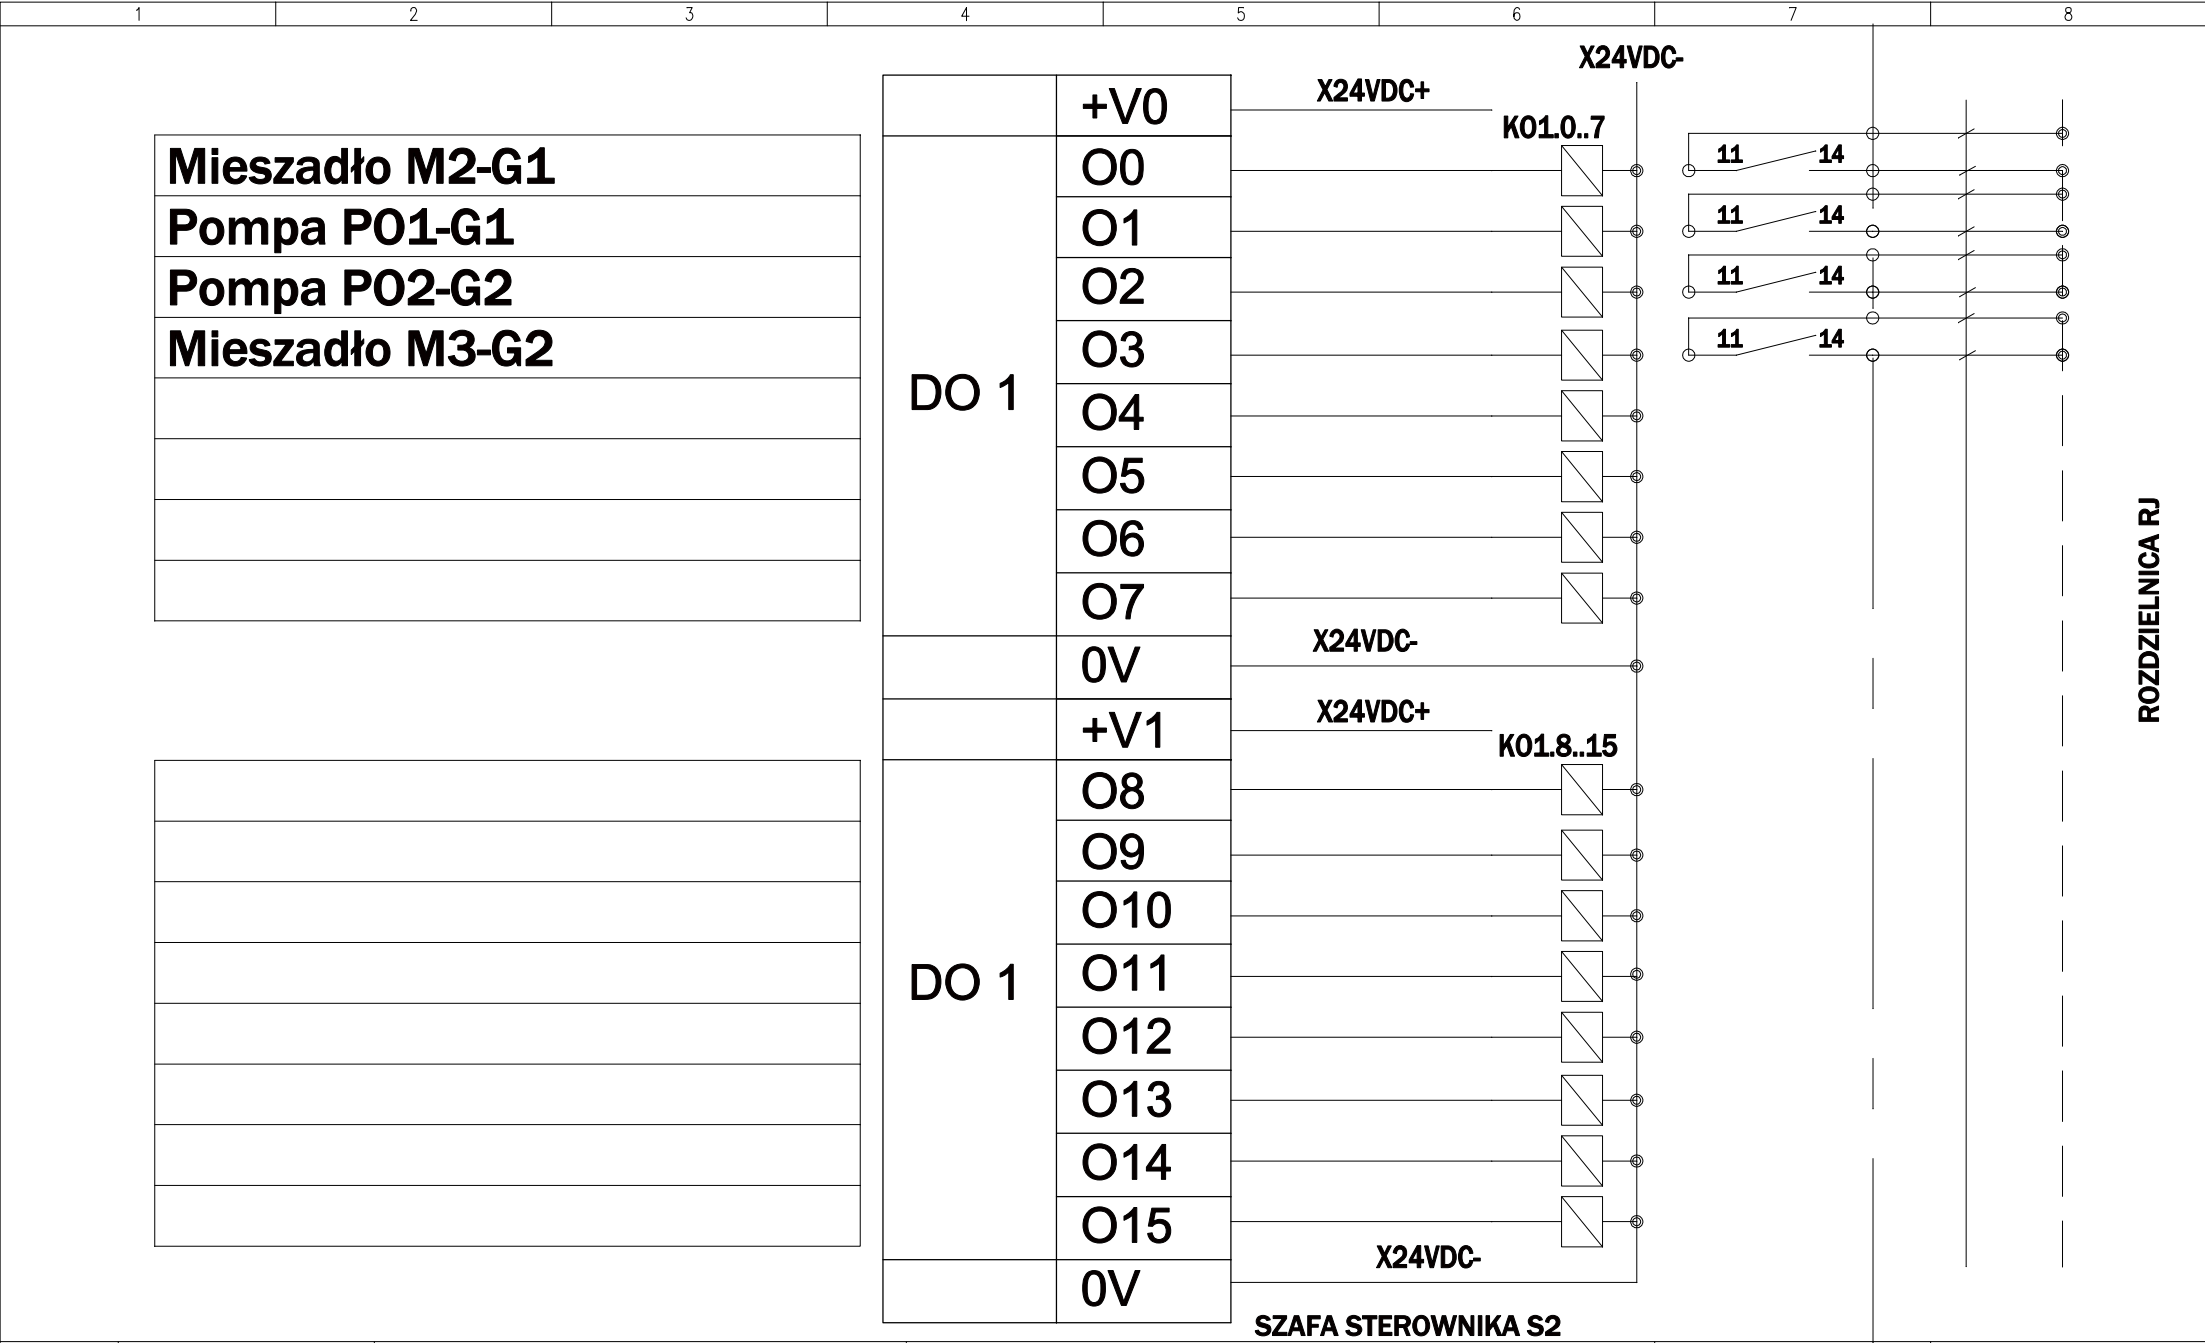 1 2 3 4 5 6 7 8
X24VDC-
+V0 X24VDC+
K01.0..7
Mieszadło M2-G1 O0 11 14
Pompa PO1-G1 O1 11 14
Pompa PO2-G2 O2 11 14
Mieszadło M3-G2 O3 11 14
DO 1
O4
O5
O6
O7
0V X24VDC-
+V1 X24VDC+
K01.8..15
O8
O9
O10
DO 1 O11
O12
O13
O14
O15
0V X24VDC-
SZAFA STEROWNIKA S2
ROZDZIELNICA RJ